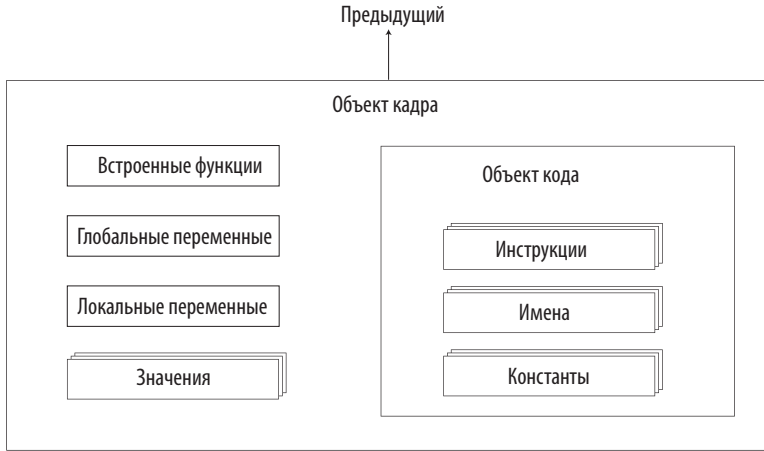 Предыдущий
Объект кадра
Встроенные функции
Глобальные переменные
Локальные переменные
Значения
Объект кода
Инструкции
Имена
Константы